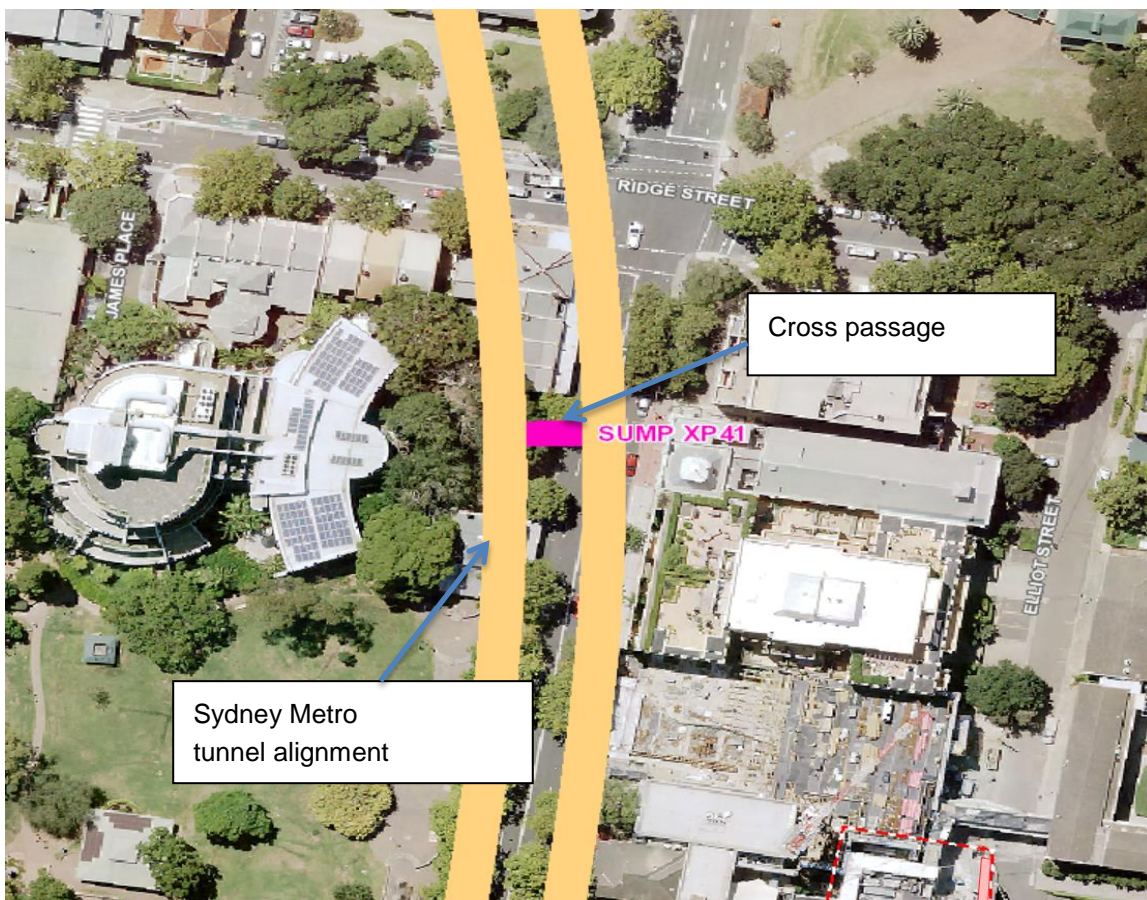 RIDGE STREET
JAMES PLACE
Cross passage
SUMP XP41
ELLIOT STREET
Sydney Metro
tunnel alignment